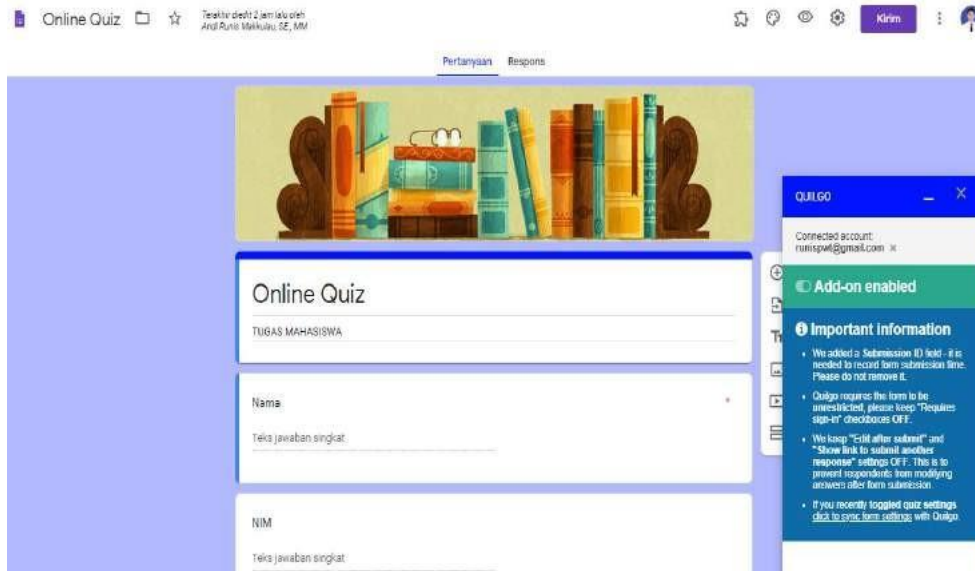 Online Quiz
Terakhir diedit 2 jam lalu oleh
Andi Runis Makkulau, SE, MM
Kirim
Pertanyaan Respons
Online Quiz
TUGAS MAHASISWA
Nama *
Teks jawaban singkat
NIM
Teks jawaban singkat
QUILGO
Connected account:
runispwt@gmail.com ×
Add-on enabled
Important information
• We added a Submission ID field - it is
needed to record form submission time.
Please do not remove it.
• Quilgo requires the form to be
unrestricted, please keep "Requires
sign-in" checkboxes OFF.
• We keep "Edit after submit" and
"Show link to submit another
response" settings OFF. This is to
prevent respondents from modifying
answers after form submission.
• If you recently toggled quiz settings
click to sync form settings with Quilgo.